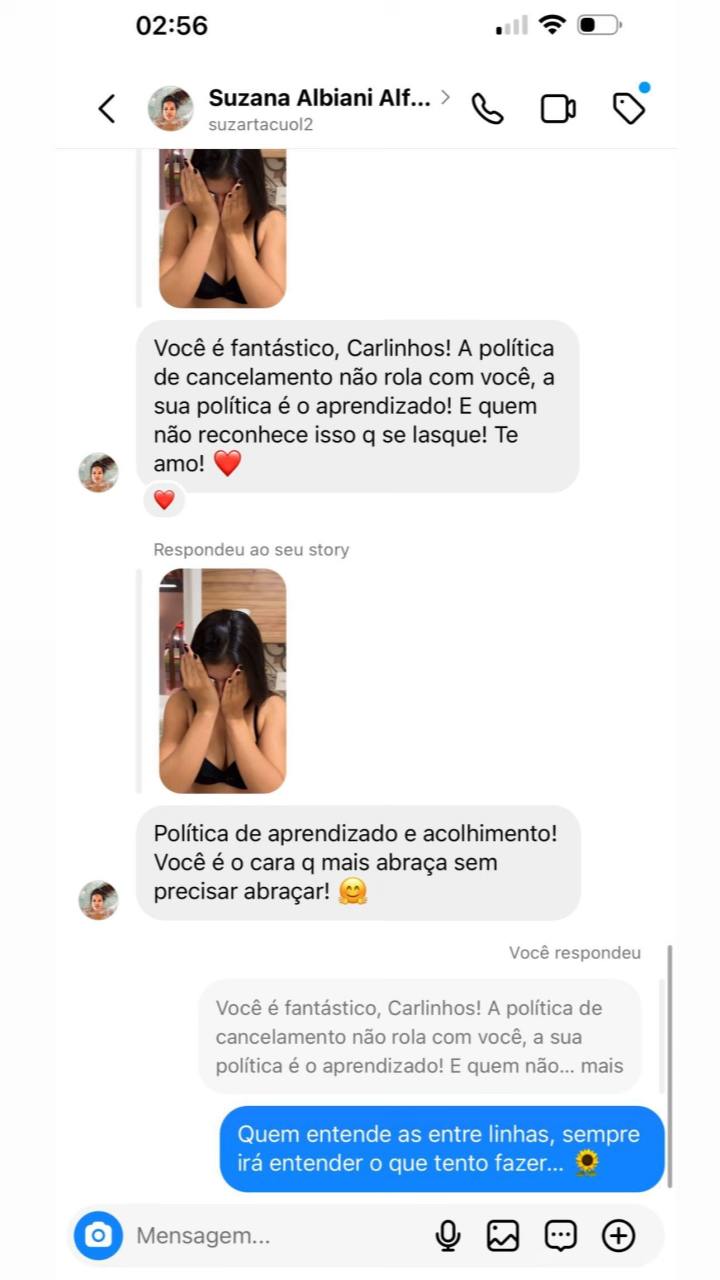 02:56
Suzana Albiani Alf...
suzartacuol2
Você é fantástico, Carlinhos! A política
de cancelamento não rola com você, a
sua política é o aprendizado! E quem
não reconhece isso q se lasque! Te
amo! ❤️
❤️
Respondeu ao seu story
Política de aprendizado e acolhimento!
Você é o cara q mais abraça sem
precisar abraçar! 🤗
Você respondeu
Você é fantástico, Carlinhos! A política de
cancelamento não rola com você, a sua
política é o aprendizado! E quem não... mais
Quem entende as entre linhas, sempre
irá entender o que tento fazer... 🌻
Mensagem...